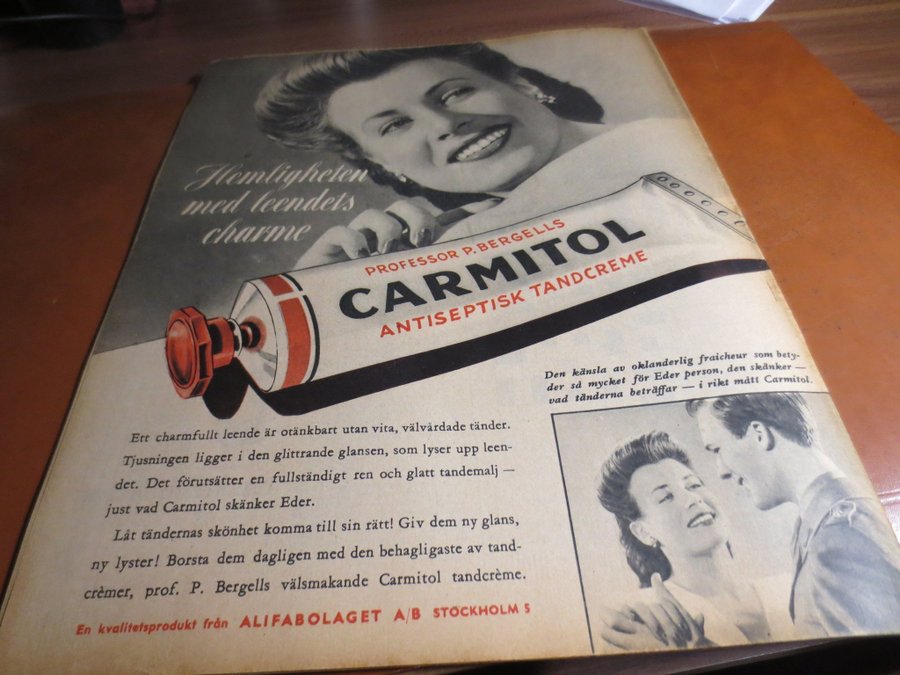 Hemligheten
med leendets
charme
PROFESSOR P. BERGELLS
CARMITOL
ANTISEPTISK TANDCREME
Den känsla av oklanderlig fraicheur som bety-
der så mycket för Eder person, den skänker —
vad tänderna beträffar — i rikt mått Carmitol.
Ett charmfullt leende är otänkbart utan vita, välvårdade tänder.
Tjusningen ligger i den glittrande glansen, som lyser upp leen-
det. Det förutsätter en fullständigt ren och glatt tandemalj —
just vad Carmitol skänker Eder.
Låt tändernas skönhet komma till sin rätt! Giv dem ny glans,
ny lyster! Borsta dem dagligen med den behagligaste av tand-
crèmer, prof. P. Bergells välsmakande Carmitol tandcrème.
En kvalitetsprodukt från ALIFABOLAGET A/B STOCKHOLM 5